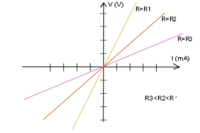 V (V)
R=R1
R=R2
R=R3
I (mA)
R3<R2<R